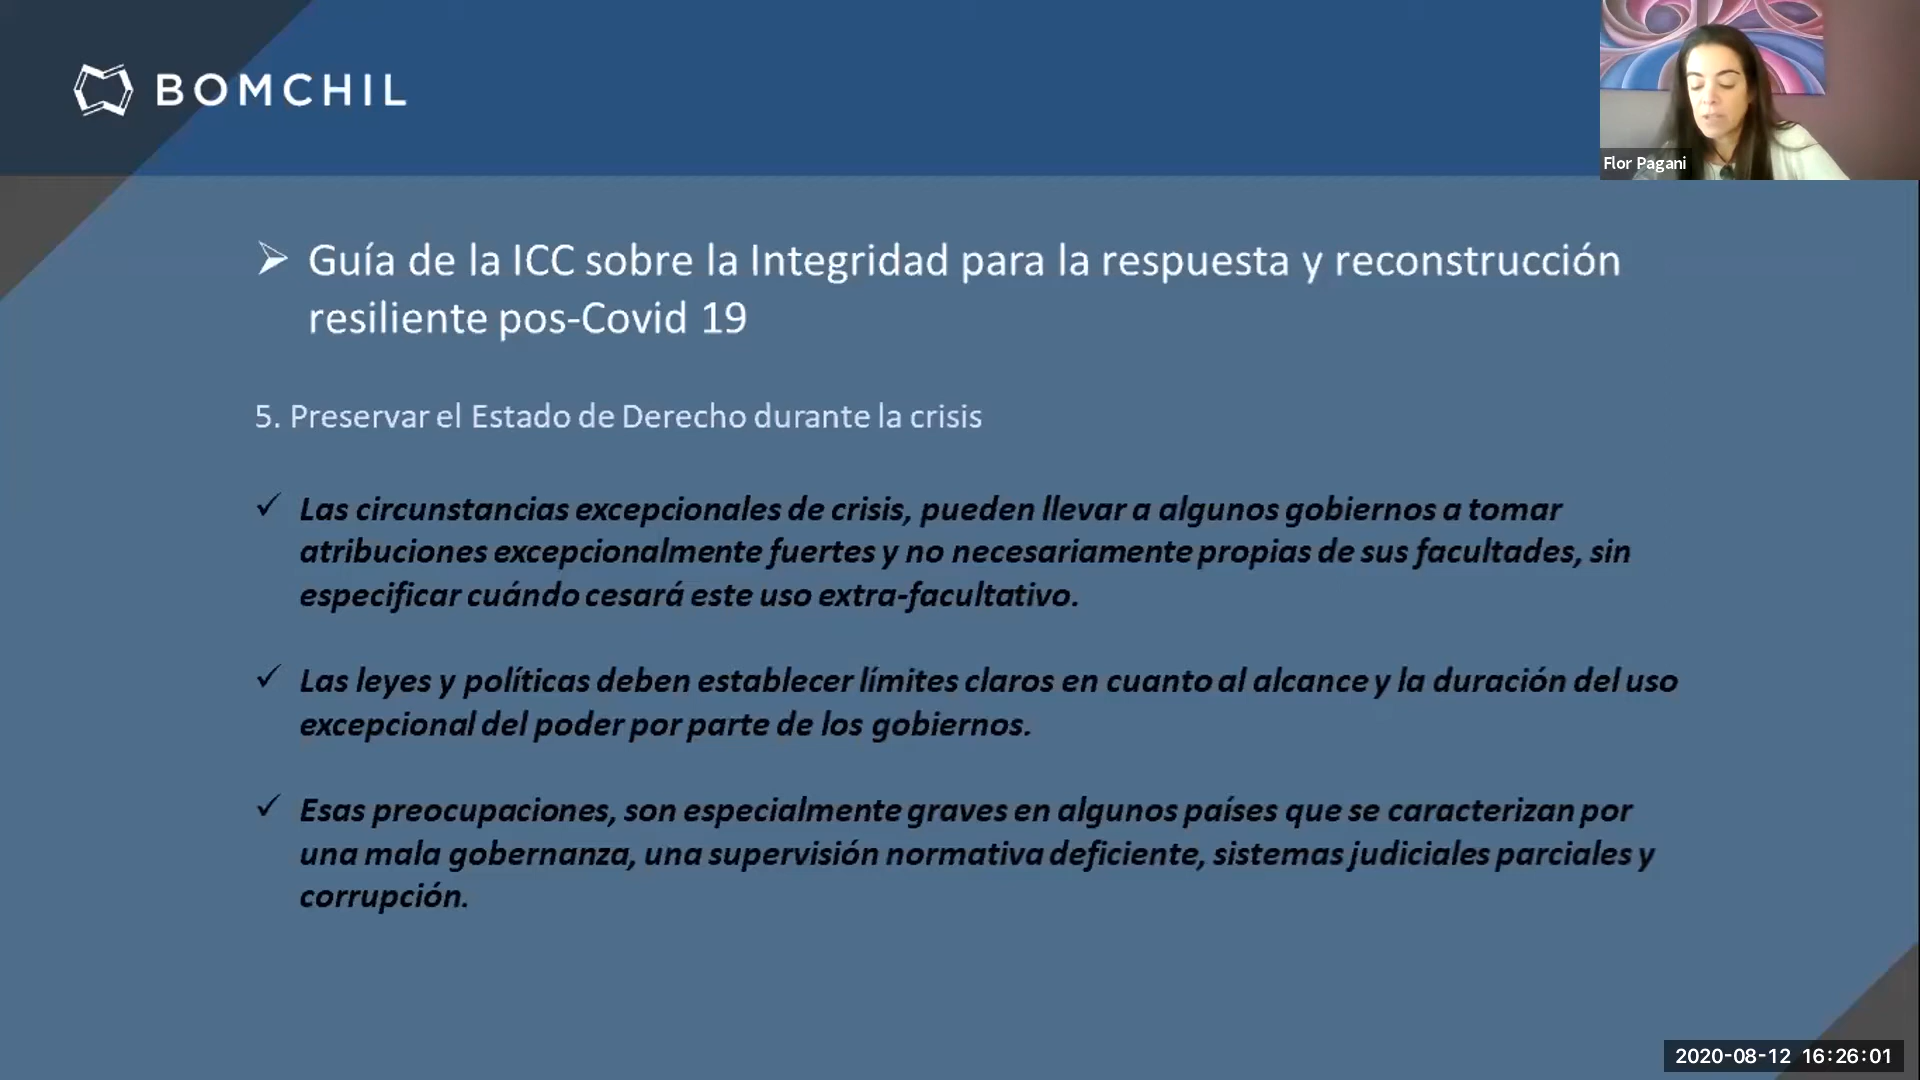 BOMCHIL
Flor Pagani
Guía de la ICC sobre la Integridad para la respuesta y reconstrucción
resiliente pos-Covid 19
5. Preservar el Estado de Derecho durante la crisis
Las circunstancias excepcionales de crisis, pueden llevar a algunos gobiernos a tomar
atribuciones excepcionalmente fuertes y no necesariamente propias de sus facultades, sin
especificar cuándo cesará este uso extra-facultativo.
Las leyes y políticas deben establecer límites claros en cuanto al alcance y la duración del uso
excepcional del poder por parte de los gobiernos.
Esas preocupaciones, son especialmente graves en algunos países que se caracterizan por
una mala gobernanza, una supervisión normativa deficiente, sistemas judiciales parciales y
corrupción.
2020-08-12 16:26:01